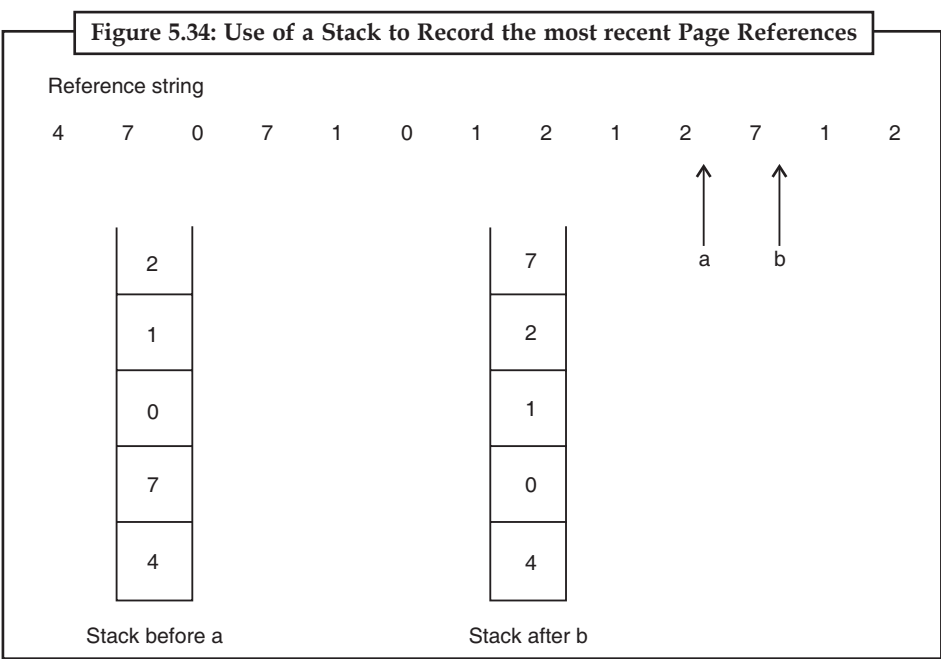 Figure 5.34: Use of a Stack to Record the most recent Page References
Reference string
4 7 0 7 1 0 1 2 1 2 7 1 2
a b
2 7
1 2
0 1
7 0
4 4
Stack before a Stack after b